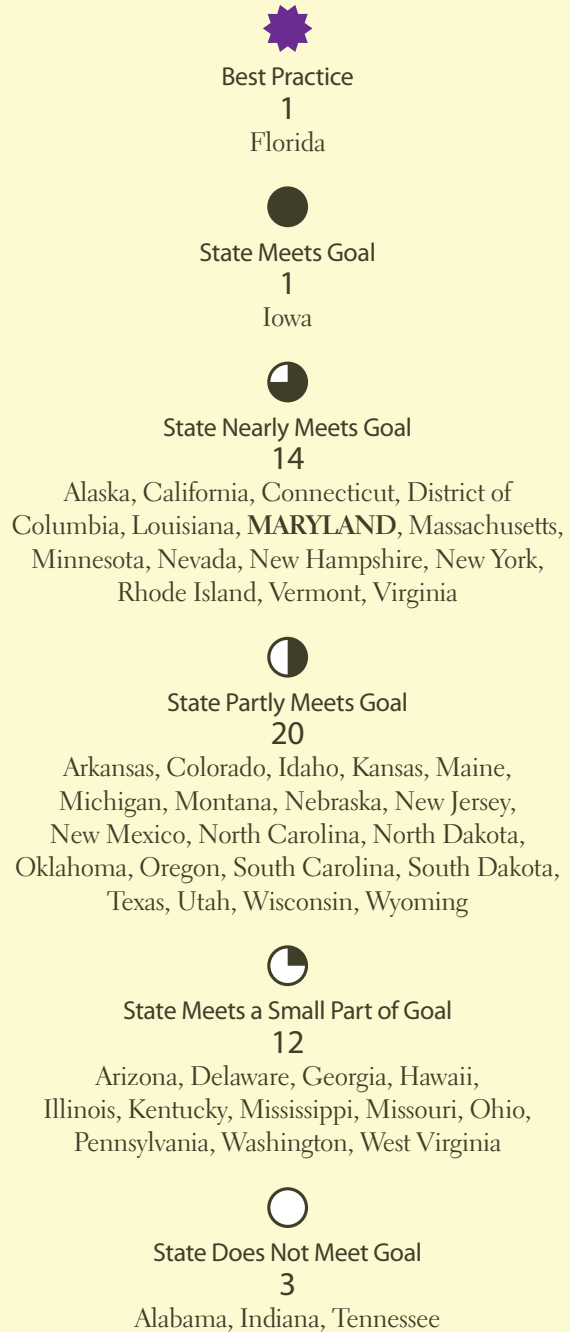 Best Practice
1
Florida
State Meets Goal
1
Iowa
State Nearly Meets Goal
14
Alaska, California, Connecticut, District of
Columbia, Louisiana, MARYLAND, Massachusetts,
Minnesota, Nevada, New Hampshire, New York,
Rhode Island, Vermont, Virginia
State Partly Meets Goal
20
Arkansas, Colorado, Idaho, Kansas, Maine,
Michigan, Montana, Nebraska, New Jersey,
New Mexico, North Carolina, North Dakota,
Oklahoma, Oregon, South Carolina, South Dakota,
Texas, Utah, Wisconsin, Wyoming
State Meets a Small Part of Goal
12
Arizona, Delaware, Georgia, Hawaii,
Illinois, Kentucky, Mississippi, Missouri, Ohio,
Pennsylvania, Washington, West Virginia
State Does Not Meet Goal
3
Alabama, Indiana, Tennessee